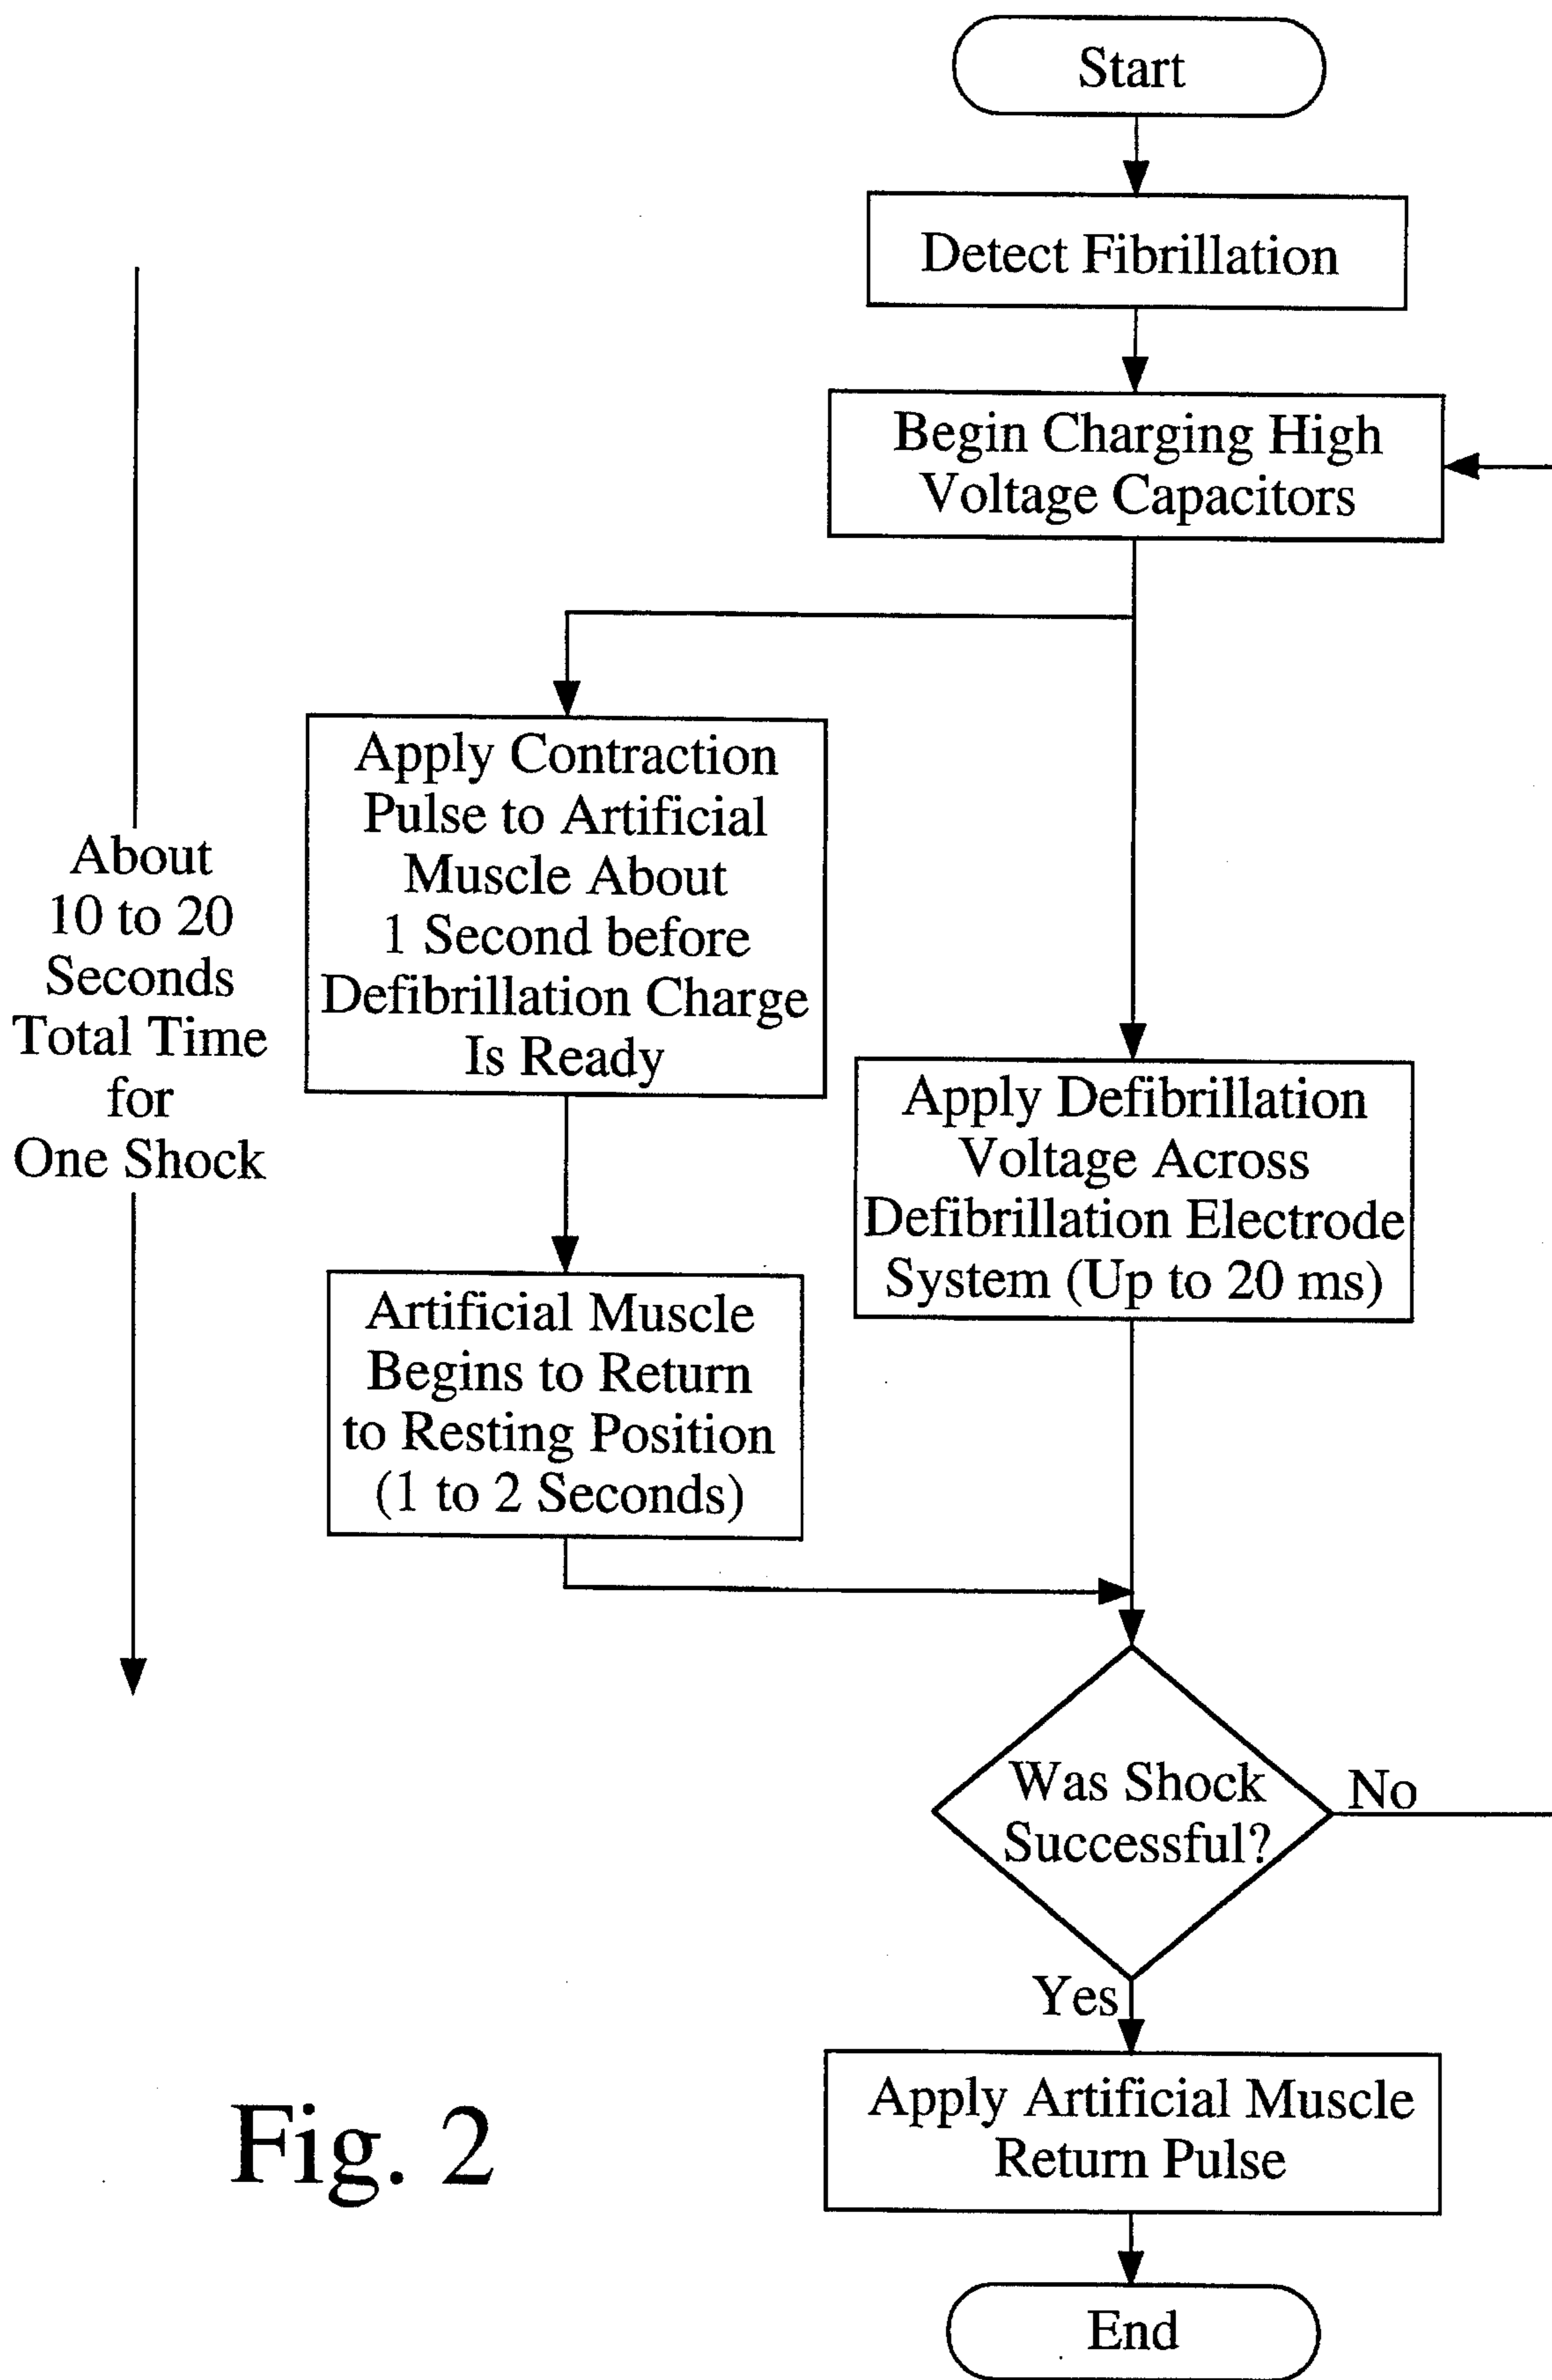 Start
Detect Fibrillation
Begin Charging High
Voltage Capacitors
Apply Contraction
Pulse to Artificial
Muscle About
1 Second before
Defibrillation Charge
Is Ready
About
10 to 20
Seconds
Total Time
for
One Shock
Apply Defibrillation
Voltage Across
Defibrillation Electrode
System (Up to 20 ms)
Artificial Muscle
Begins to Return
to Resting Position
(1 to 2 Seconds)
Was Shock
Successful?
No
Yes
Apply Artificial Muscle
Return Pulse
End
Fig. 2